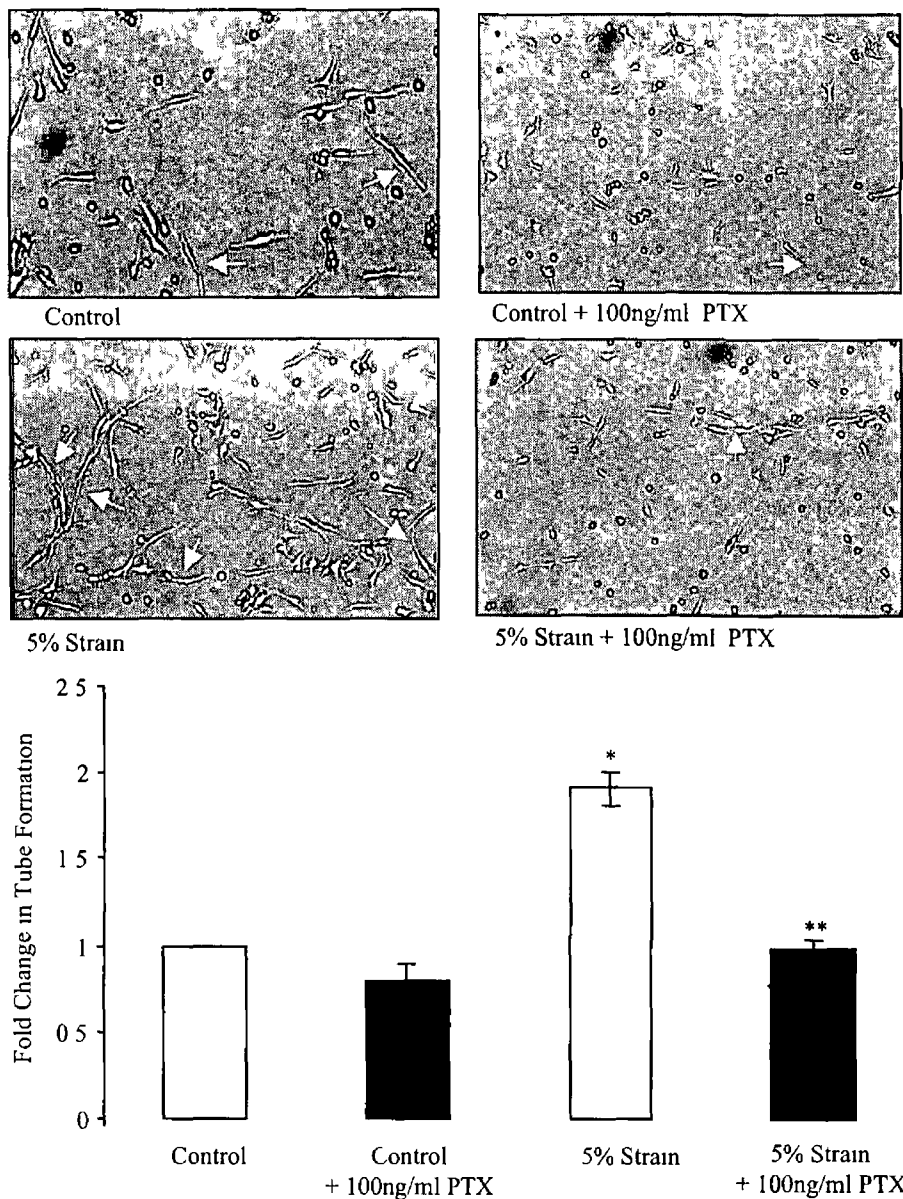 Control
Control + 100ng/ml PTX
5% Strain
5% Strain + 100ng/ml PTX
Fold Change in Tube Formation
2 5
2
1 5
1
0 5
0
*
**
Control
Control
+ 100ng/ml PTX
5% Strain
5% Strain
+ 100ng/ml PTX